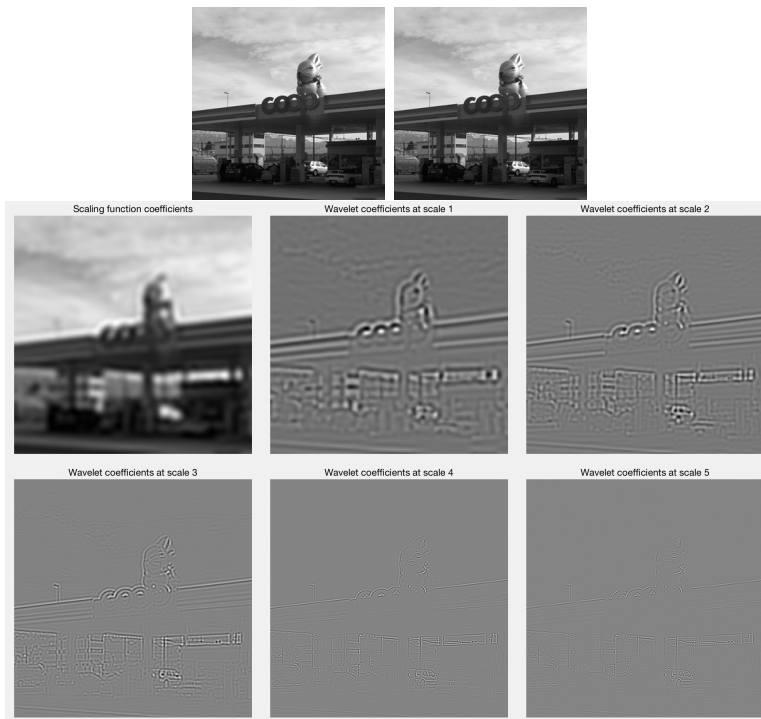 COOP
COOP
Scaling function coefficients
Wavelet coefficients at scale 1
Wavelet coefficients at scale 2
Wavelet coefficients at scale 3
Wavelet coefficients at scale 4
Wavelet coefficients at scale 5